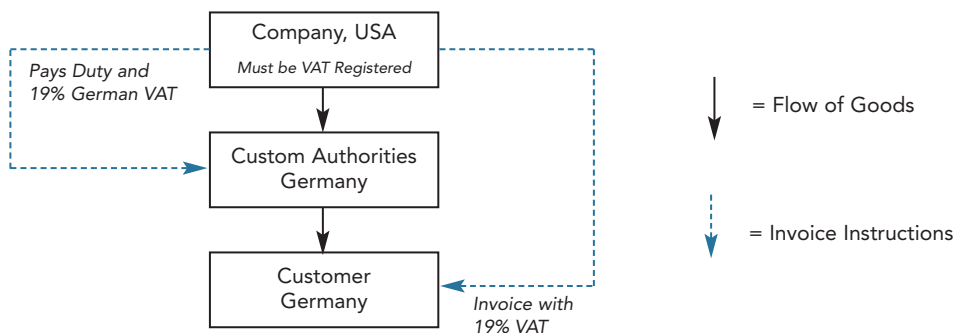 Company, USA
Must be VAT Registered
Pays Duty and
19% German VAT
= Flow of Goods
Custom Authorities
Germany
= Invoice Instructions
Customer
Germany
Invoice with
19% VAT